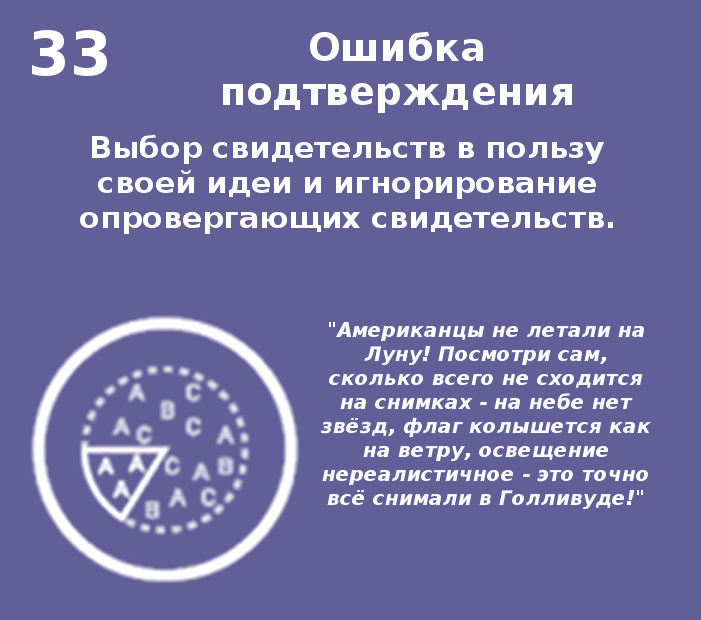 33
Ошибка
подтверждения
Выбор свидетельств в пользу
своей идеи и игнорирование
опровергающих свидетельств.
"Американцы не летали на
Луну! Посмотри сам,
сколько всего не сходится
на снимках - на небе нет
звёзд, флаг колышется как
на ветру, освещение
нереалистичное - это точно
всё снимали в Голливуде!"
A C
B
A C C A
A A C A B
A B A C